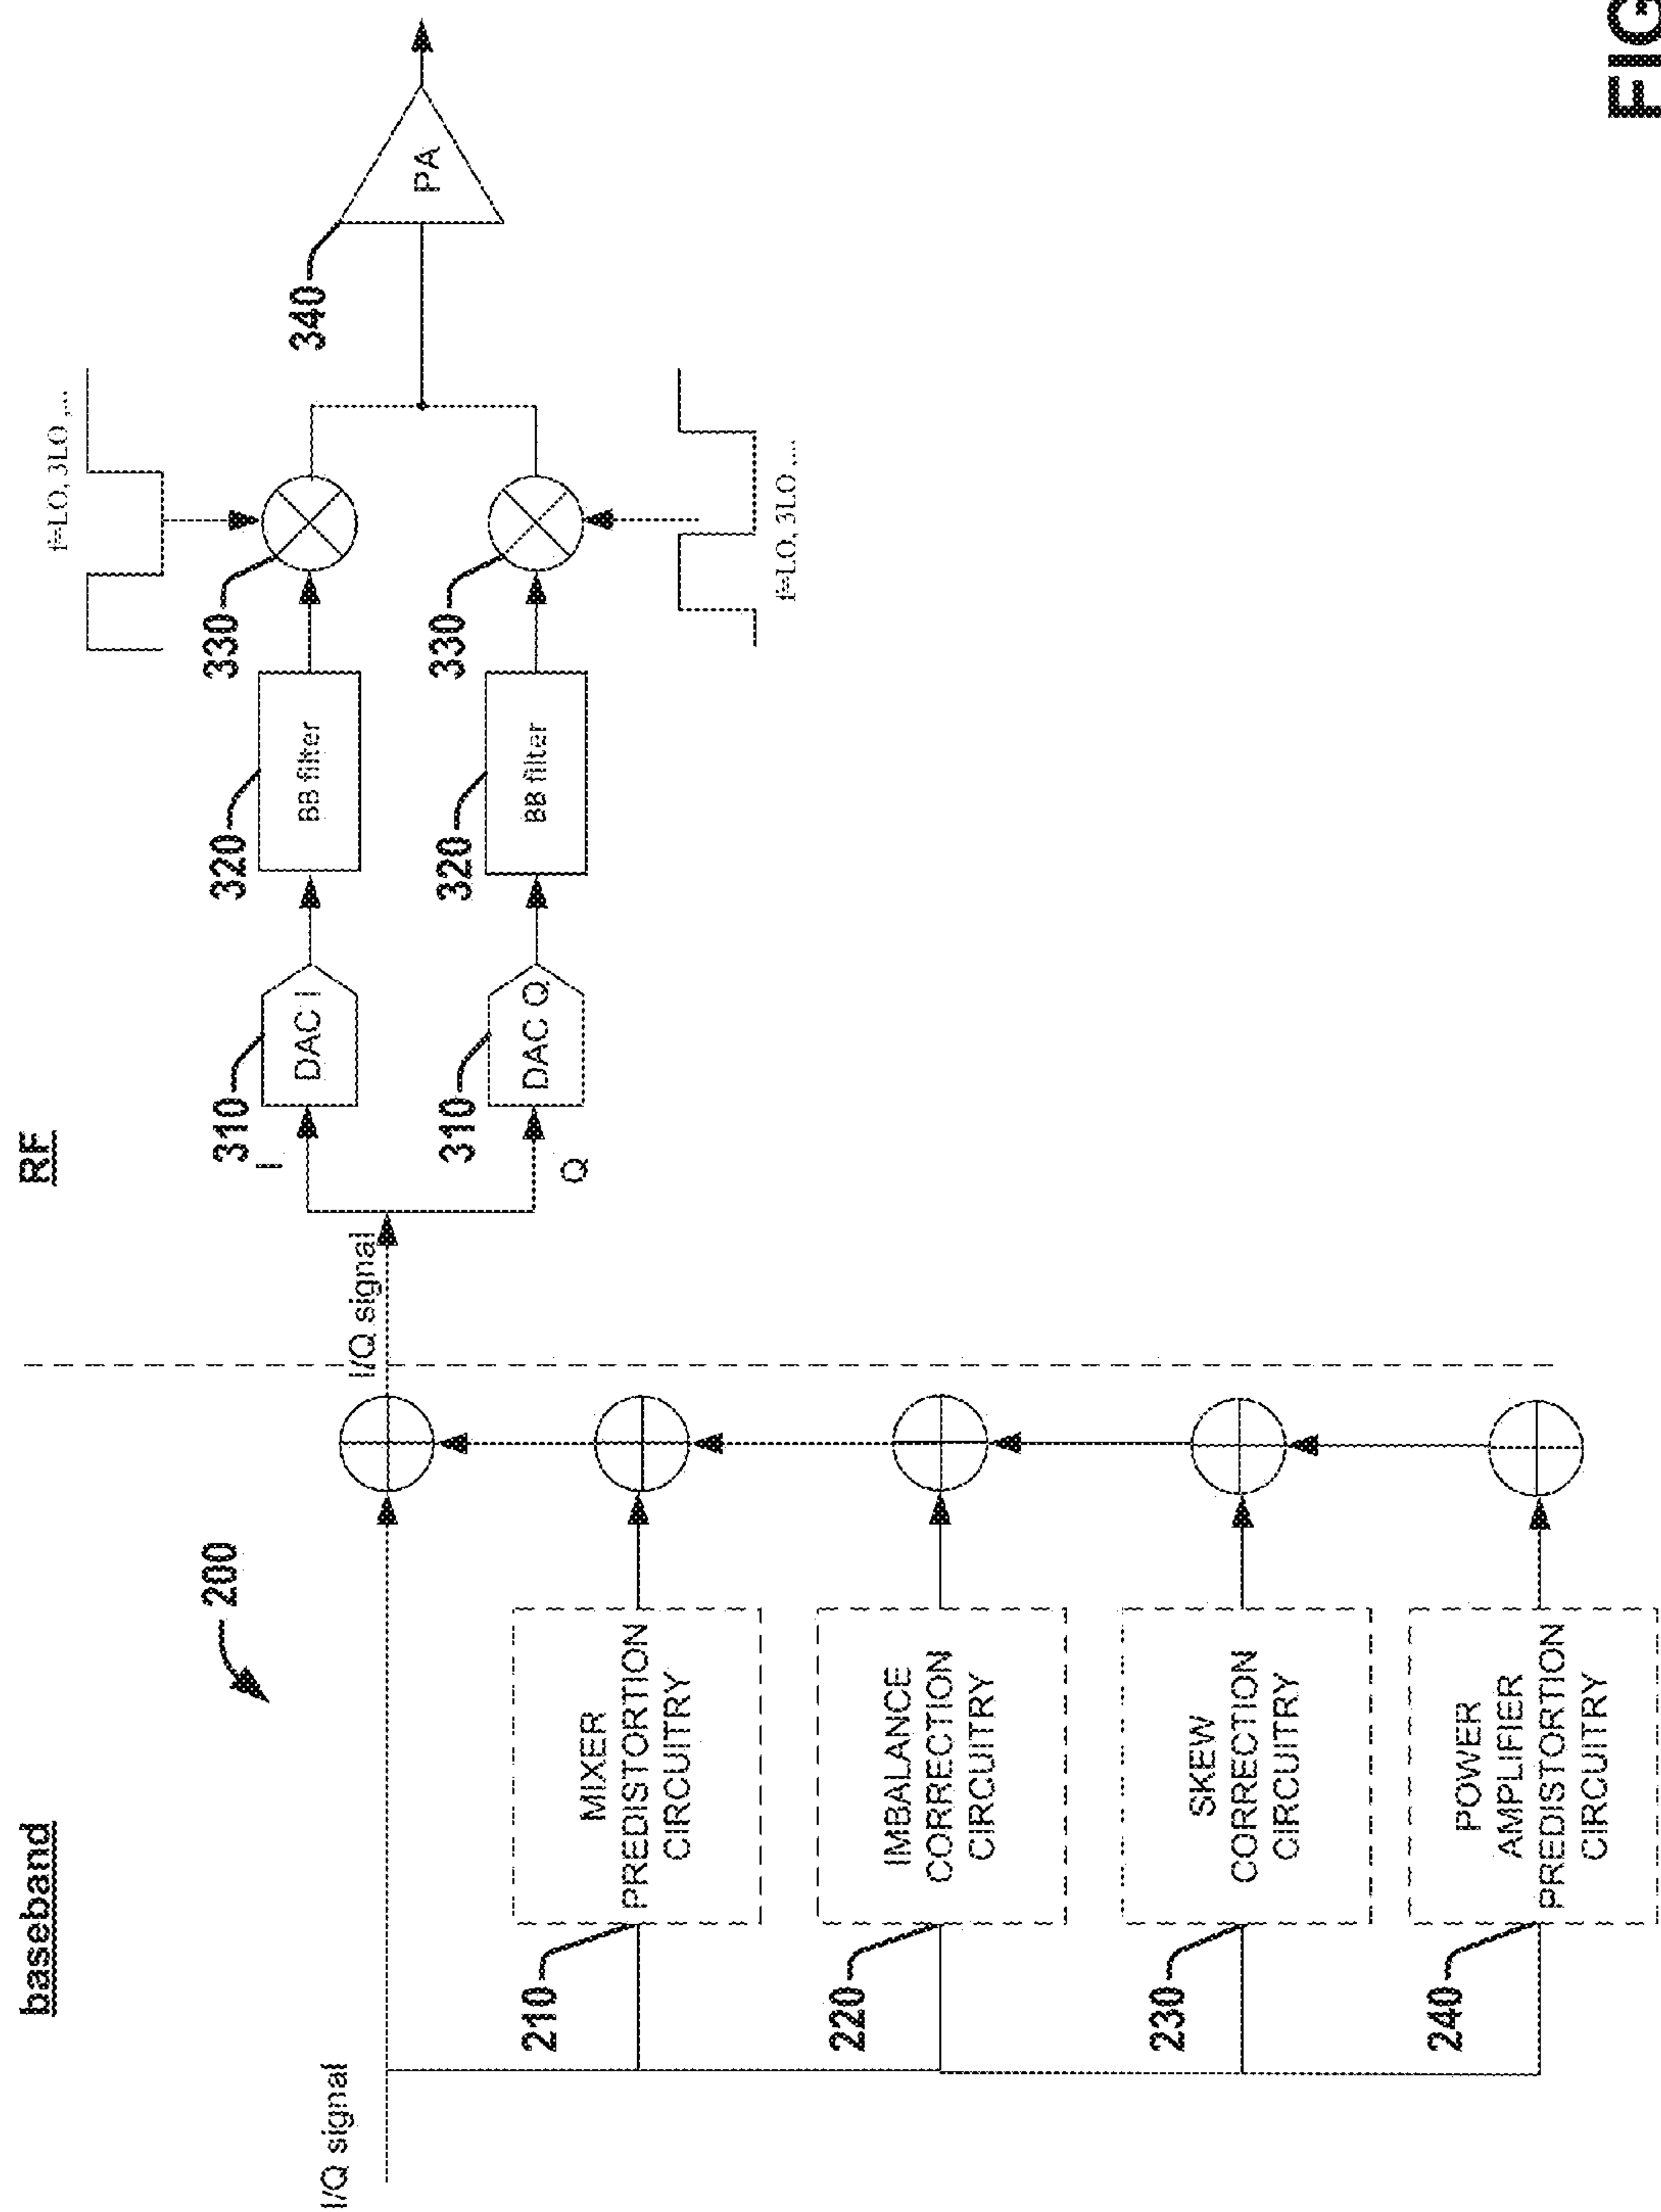 baseband
RF
200
I/Q signal
I/Q signal
I
Q
310
DAC I
310
DAC Q
320
BB filter
320
BB filter
330
330
f=LO, 3LO ,...
f=LO, 3LO ,...
340
PA
210
MIXER
PREDISTORTION
CIRCUITRY
220
IMBALANCE
CORRECTION
CIRCUITRY
230
SKEW
CORRECTION
CIRCUITRY
240
POWER
AMPLIFIER
PREDISTORTION
CIRCUITRY
FIG